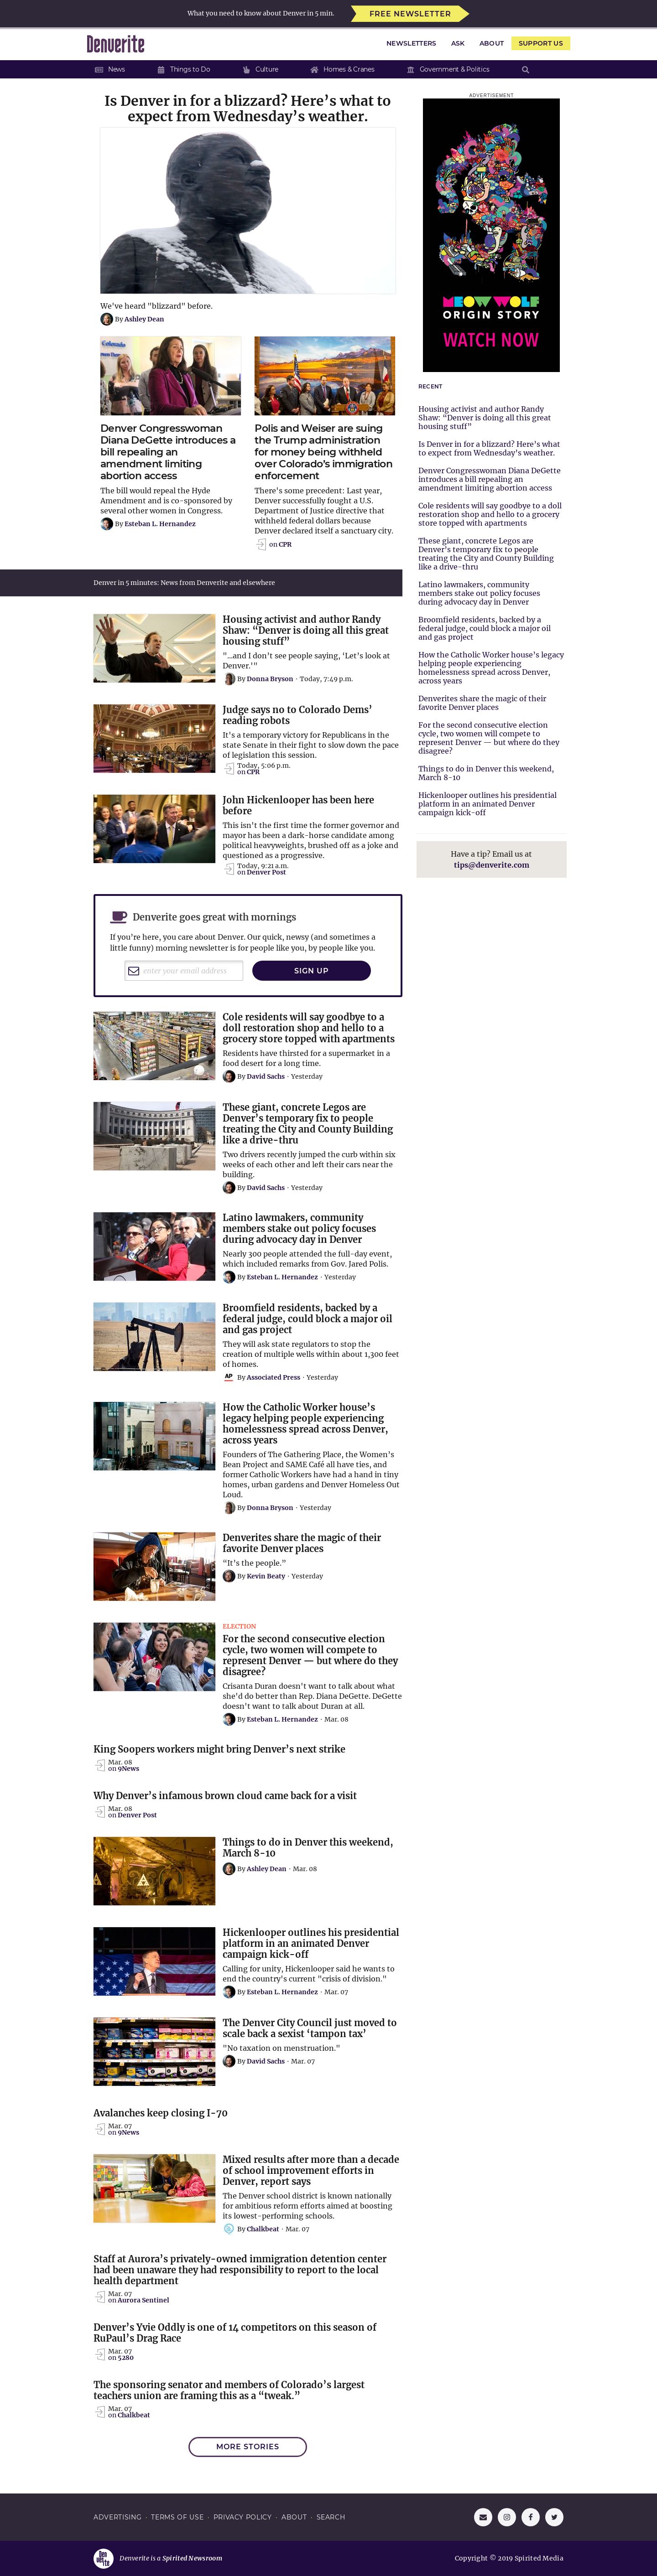 What you need to know about Denver in 5 min.
FREE NEWSLETTER
Denverite
NEWSLETTERS
ASK
ABOUT
SUPPORT US
News
Things to Do
Culture
Homes & Cranes
Government & Politics
Is Denver in for a blizzard? Here’s what to
expect from Wednesday’s weather.
We've heard "blizzard" before.
By Ashley Dean
Denver Congresswoman
Diana DeGette introduces a
bill repealing an
amendment limiting
abortion access
The bill would repeal the Hyde
Amendment and is co-sponsored by
several other women in Congress.
By Esteban L. Hernandez
Polis and Weiser are suing
the Trump administration
for money being withheld
over Colorado’s immigration
enforcement
There's some precedent: Last year,
Denver successfully fought a U.S.
Department of Justice directive that
withheld federal dollars because
Denver declared itself a sanctuary city.
on CPR
Denver in 5 minutes: News from Denverite and elsewhere
Housing activist and author Randy
Shaw: “Denver is doing all this great
housing stuff”
"...and I don’t see people saying, ‘Let’s look at
Denver.'"
By Donna Bryson · Today, 7:49 p.m.
Judge says no to Colorado Dems’
reading robots
It's a temporary victory for Republicans in the
state Senate in their fight to slow down the pace
of legislation this session.
Today, 5:06 p.m.
on CPR
John Hickenlooper has been here
before
This isn't the first time the former governor and
mayor has been a dark-horse candidate among
political heavyweights, brushed off as a joke and
questioned as a progressive.
Today, 9:21 a.m.
on Denver Post
Denverite goes great with mornings
If you’re here, you care about Denver. Our quick, newsy (and sometimes a
little funny) morning newsletter is for people like you, by people like you.
enter your email address
SIGN UP
Cole residents will say goodbye to a
doll restoration shop and hello to a
grocery store topped with apartments
Residents have thirsted for a supermarket in a
food desert for a long time.
By David Sachs · Yesterday
These giant, concrete Legos are
Denver’s temporary fix to people
treating the City and County Building
like a drive-thru
Two drivers recently jumped the curb within six
weeks of each other and left their cars near the
building.
By David Sachs · Yesterday
Latino lawmakers, community
members stake out policy focuses
during advocacy day in Denver
Nearly 300 people attended the full-day event,
which included remarks from Gov. Jared Polis.
By Esteban L. Hernandez · Yesterday
Broomfield residents, backed by a
federal judge, could block a major oil
and gas project
They will ask state regulators to stop the
creation of multiple wells within about 1,300 feet
of homes.
AP
By Associated Press · Yesterday
How the Catholic Worker house’s
legacy helping people experiencing
homelessness spread across Denver,
across years
Founders of The Gathering Place, the Women's
Bean Project and SAME Café all have ties, and
former Catholic Workers have had a hand in tiny
homes, urban gardens and Denver Homeless Out
Loud.
By Donna Bryson · Yesterday
Denverites share the magic of their
favorite Denver places
“It’s the people.”
By Kevin Beaty · Yesterday
ELECTION
For the second consecutive election
cycle, two women will compete to
represent Denver — but where do they
disagree?
Crisanta Duran doesn't want to talk about what
she'd do better than Rep. Diana DeGette. DeGette
doesn't want to talk about Duran at all.
By Esteban L. Hernandez · Mar. 08
King Soopers workers might bring Denver’s next strike
Mar. 08
on 9News
Why Denver’s infamous brown cloud came back for a visit
Mar. 08
on Denver Post
Things to do in Denver this weekend,
March 8-10
By Ashley Dean · Mar. 08
Hickenlooper outlines his presidential
platform in an animated Denver
campaign kick-off
Calling for unity, Hickenlooper said he wants to
end the country's current "crisis of division."
By Esteban L. Hernandez · Mar. 07
The Denver City Council just moved to
scale back a sexist ‘tampon tax’
"No taxation on menstruation."
By David Sachs · Mar. 07
Avalanches keep closing I-70
Mar. 07
on 9News
Mixed results after more than a decade
of school improvement efforts in
Denver, report says
The Denver school district is known nationally
for ambitious reform efforts aimed at boosting
its lowest-performing schools.
By Chalkbeat · Mar. 07
Staff at Aurora’s privately-owned immigration detention center
had been unaware they had responsibility to report to the local
health department
Mar. 07
on Aurora Sentinel
Denver’s Yvie Oddly is one of 14 competitors on this season of
RuPaul’s Drag Race
Mar. 07
on 5280
The sponsoring senator and members of Colorado’s largest
teachers union are framing this as a “tweak.”
Mar. 07
on Chalkbeat
MORE STORIES
ADVERTISEMENT
MEOW WOLF
ORIGIN STORY
WATCH NOW
RECENT
Housing activist and author Randy
Shaw: “Denver is doing all this great
housing stuff”
Is Denver in for a blizzard? Here’s what
to expect from Wednesday’s weather.
Denver Congresswoman Diana DeGette
introduces a bill repealing an
amendment limiting abortion access
Cole residents will say goodbye to a doll
restoration shop and hello to a grocery
store topped with apartments
These giant, concrete Legos are
Denver’s temporary fix to people
treating the City and County Building
like a drive-thru
Latino lawmakers, community
members stake out policy focuses
during advocacy day in Denver
Broomfield residents, backed by a
federal judge, could block a major oil
and gas project
How the Catholic Worker house’s legacy
helping people experiencing
homelessness spread across Denver,
across years
Denverites share the magic of their
favorite Denver places
For the second consecutive election
cycle, two women will compete to
represent Denver — but where do they
disagree?
Things to do in Denver this weekend,
March 8-10
Hickenlooper outlines his presidential
platform in an animated Denver
campaign kick-off
Have a tip? Email us at
tips@denverite.com
ADVERTISING · TERMS OF USE · PRIVACY POLICY · ABOUT · SEARCH
Denverite is a Spirited Newsroom
Copyright © 2019 Spirited Media